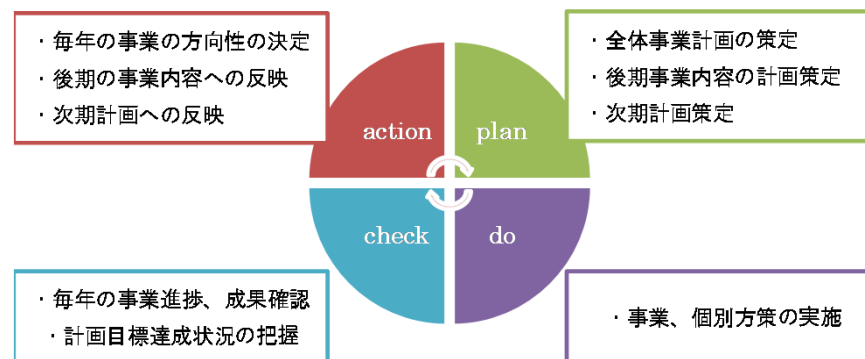 ・毎年の事業の方向性の決定
・後期の事業内容への反映
・次期計画への反映
・全体事業計画の策定
・後期事業内容の計画策定
・次期計画策定
action
plan
check
do
・毎年の事業進捗、成果確認
・計画目標達成状況の把握
・事業、個別方策の実施